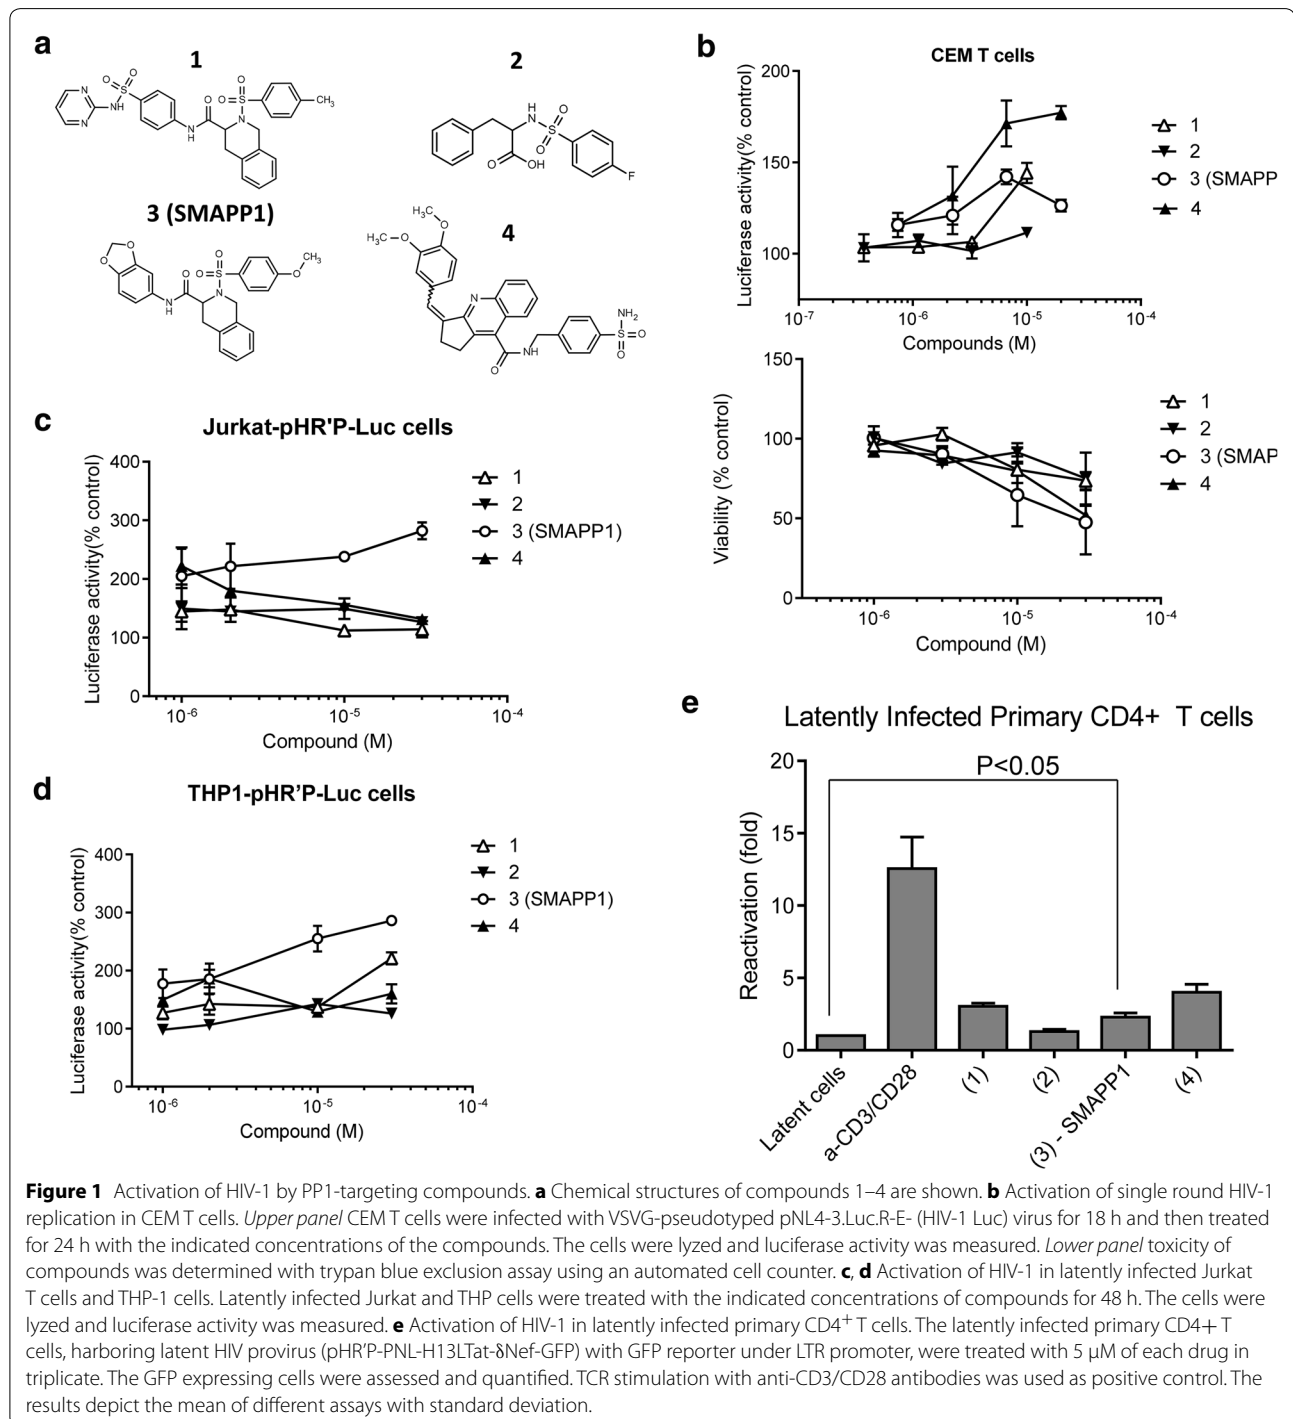 a
1
2
3 (SMAPP1)
4
O
O
S
N
N
NH
O
N
H
O
S
O
N
CH₃
H
N
O
S
O
O
OH
F
O
O
O
N
H
O
S
O
N
O
CH₃
H₃C
O
H₃C
O
N
O
NH
NH₂
S
O
O
b
CEM T cells
Luciferase activity(% control)
200
150
100
10-7
10-6
10-5
10-4
Compounds (M)
1
2
3 (SMAPP
4
Viability (% control)
150
100
50
0
10-6
10-5
10-4
Compound (M)
1
2
3 (SMAP
4
c
Jurkat-pHR'P-Luc cells
Luciferase activity(% control)
400
300
200
100
0
10-6
10-5
10-4
Compound (M)
1
2
3 (SMAPP1)
4
d
THP1-pHR’P-Luc cells
Luciferase activity(% control)
400
300
200
100
0
10-6
10-5
10-4
Compound (M)
1
2
3 (SMAPP1)
4
e
Latently Infected Primary CD4+ T cells
P<0.05
Reactivation (fold)
20
15
10
5
0
Latent cells
a-CD3/CD28
(1)
(2)
(3) - SMAPP1
(4)
Figure 1 Activation of HIV-1 by PP1-targeting compounds. a Chemical structures of compounds 1–4 are shown. b Activation of single round HIV-1
replication in CEM T cells. Upper panel CEM T cells were infected with VSVG-pseudotyped pNL4-3.Luc.R-E- (HIV-1 Luc) virus for 18 h and then treated
for 24 h with the indicated concentrations of the compounds. The cells were lyzed and luciferase activity was measured. Lower panel toxicity of
compounds was determined with trypan blue exclusion assay using an automated cell counter. c, d Activation of HIV-1 in latently infected Jurkat
T cells and THP-1 cells. Latently infected Jurkat and THP cells were treated with the indicated concentrations of compounds for 48 h. The cells were
lyzed and luciferase activity was measured. e Activation of HIV-1 in latently infected primary CD4⁺ T cells. The latently infected primary CD4+ T
cells, harboring latent HIV provirus (pHR’P-PNL-H13LTat-δNef-GFP) with GFP reporter under LTR promoter, were treated with 5 µM of each drug in
triplicate. The GFP expressing cells were assessed and quantified. TCR stimulation with anti-CD3/CD28 antibodies was used as positive control. The
results depict the mean of different assays with standard deviation.